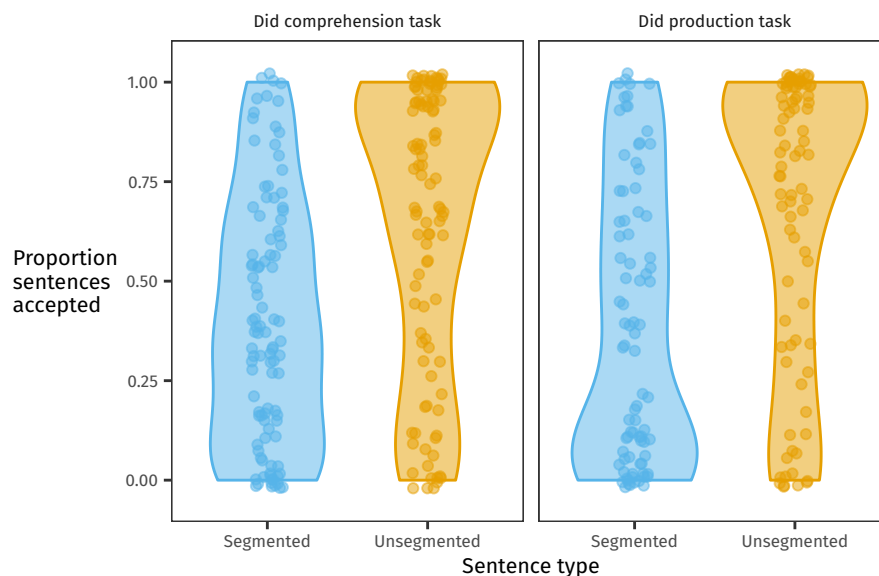 Did comprehension task
Did production task
Proportion
sentences
accepted
1.00
0.75
0.50
0.25
0.00
Segmented
Unsegmented
Segmented
Unsegmented
Sentence type